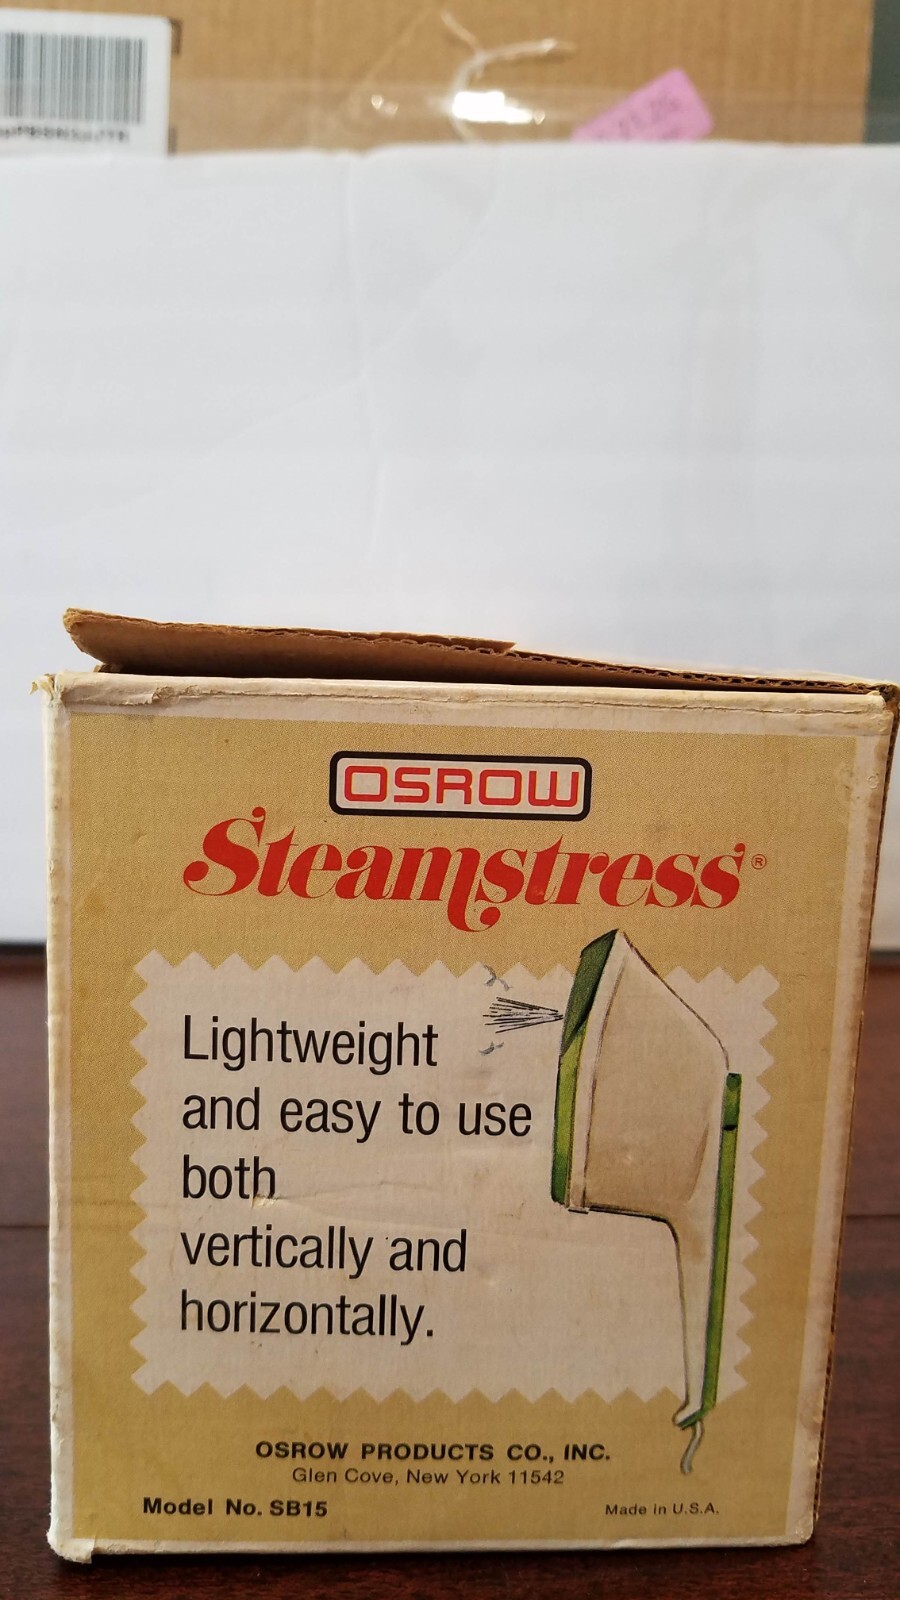 OSROW
Steamstress®
Lightweight
and easy to use
both
vertically and
horizontally.
OSROW PRODUCTS CO., INC.
Glen Cove, New York 11542
Model No. SB15
Made in U.S.A.